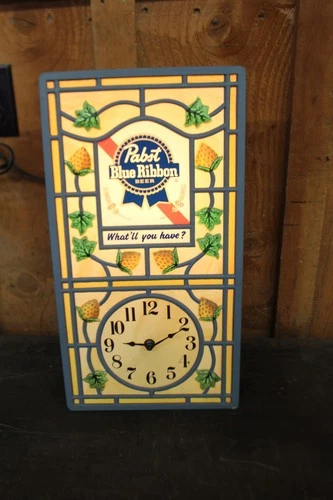 Pabst
Blue Ribbon
BEER
What'll you have?
12
11 1
10 2
9 3
8 4
7 5
6